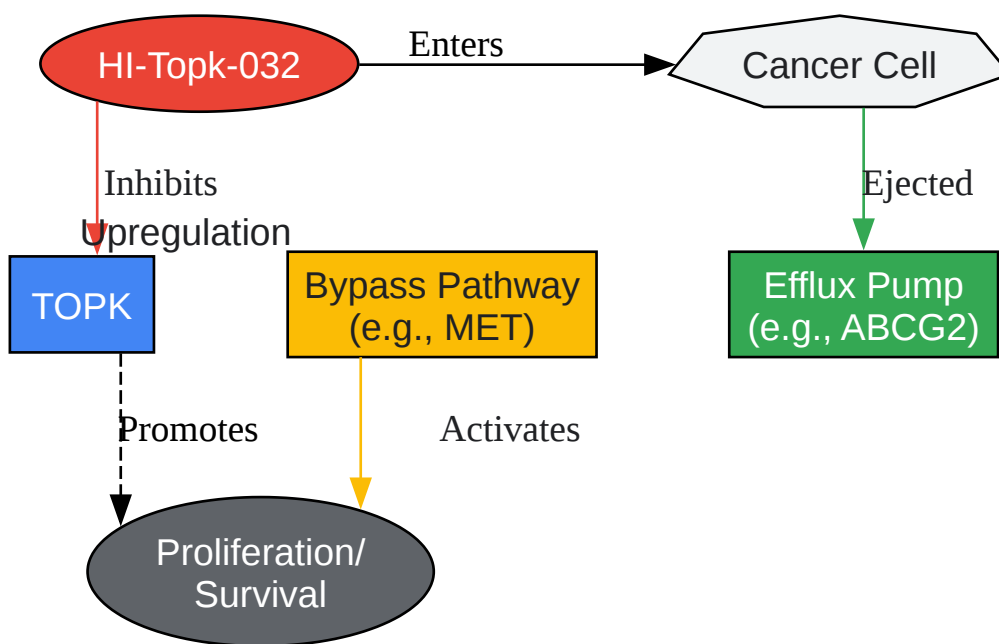 HI-Topk-032
Enters
Cancer Cell
Inhibits
Ejected
Upregulation
TOPK
Bypass Pathway
(e.g., MET)
Efflux Pump
(e.g., ABCG2)
Promotes
Activates
Proliferation/
Survival